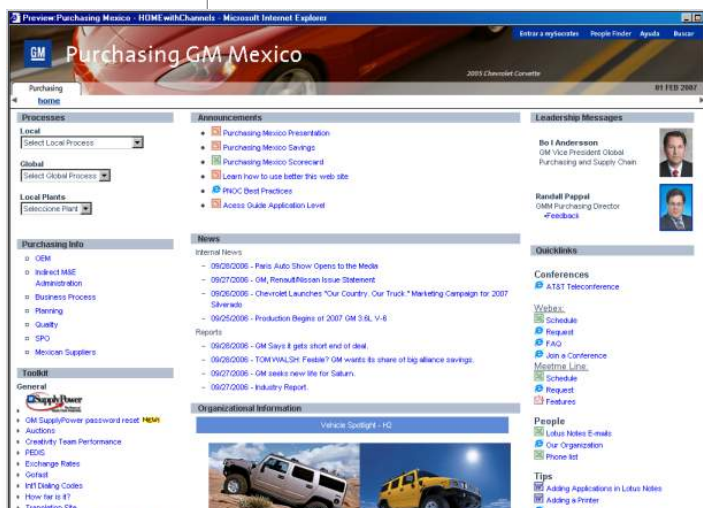 Preview:Purchasing Mexico - HOMEwithChannels - Microsoft Internet Explorer
Entrar a mySocrates People Finder Ayuda Buscar
GM
Purchasing GM Mexico
2005 Chevrolet Corvette
Purchasing
01 FEB 2007
home
Processes
Local
Select Local Process
Global
Select Global Process
Local Plants
Seleccione Plant
Purchasing Info
OEM
Indirect M&E
Administration
Business Process
Planning
Quality
SPO
Mexican Suppliers
Toolkit
General
SupplyPower
GM SupplyPower password reset NEW!
Auctions
Creativity Team Performance
PEDIS
Exchange Rates
Gofast
Int'l Dialing Codes
How far is it?
Translation Site
Announcements
Purchasing Mexico Presentation
Purchasing Mexico Savings
Purchasing Mexico Scorecard
Learn how to use better this web site
PNOC Best Practices
Acess Guide Application Level
News
Internal News
– 09/28/2006 - Paris Auto Show Opens to the Media
– 09/27/2006 - GM, Renault/Nissan Issue Statement
– 09/26/2006 - Chevrolet Launches "Our Country. Our Truck." Marketing Campaign for 2007
Silverado
– 09/25/2006 - Production Begins of 2007 GM 3.6L V-6
Reports
– 09/28/2006 - GM Says it gets short end of deal.
– 09/28/2006 - TOM WALSH: Feeble? GM wants its share of big alliance savings.
– 09/27/2006 - GM seeks new life for Saturn.
– 09/27/2006 - Industry Report.
Organizational Information
Vehicle Spotlight - H2
Leadership Messages
Bo I Andersson
GM Vice President Global
Purchasing and Supply Chain
Randall Pappal
GMM Purchasing Director
Feedback
Quicklinks
Conferences
AT&T Teleconference
Webex:
Schedule
Request
FAQ
Join a Conference
Meetme Line:
Schedule
Request
Features
People
Lotus Notes E-mails
Our Organization
Phone list
Tips
Adding Applications in Lotus Notes
Adding a Printer